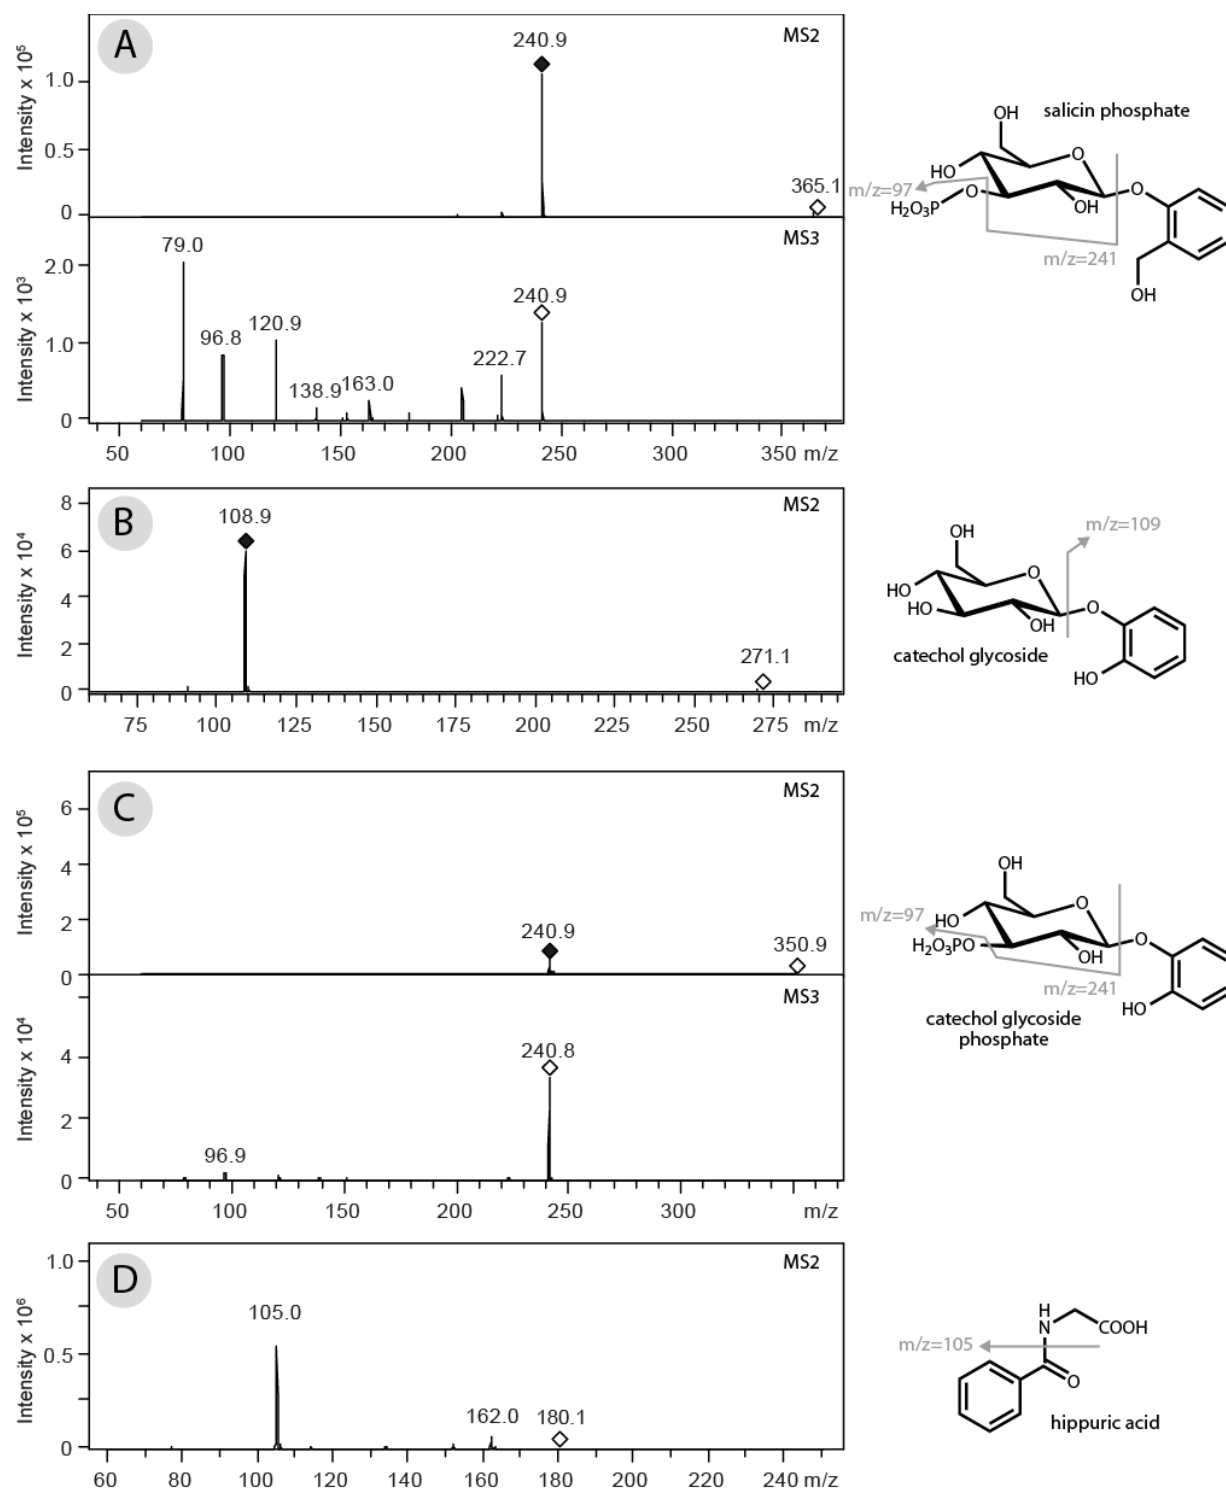 A
MS2
Intensity x 10⁵
1.0
0.5
0
240.9
365.1
MS3
Intensity x 10³
2.0
1.0
0
79.0
96.8
120.9
138.9
163.0
222.7
240.9
50 100 150 200 250 300 350 m/z
OH
salicin phosphate
O
HO
m/z=97
O
O
H₂O₃P
OH
m/z=241
OH
B
MS2
Intensity x 10⁴
8
6
4
2
0
108.9
271.1
75 100 125 150 175 200 225 250 275 m/z
m/z=109
OH
O
HO
HO
O
OH
catechol glycoside
HO
C
MS2
Intensity x 10⁵
6
4
2
0
240.9
350.9
MS3
Intensity x 10⁴
4
2
0
240.8
96.9
50 100 150 200 250 300 m/z
OH
m/z=97
O
HO
H₂O₃PO
O
OH
m/z=241
HO
catechol glycoside
phosphate
D
MS2
Intensity x 10⁶
1.0
0.5
0
105.0
162.0
180.1
60 80 100 120 140 160 180 200 220 240 m/z
H
N
COOH
m/z=105
O
hippuric acid